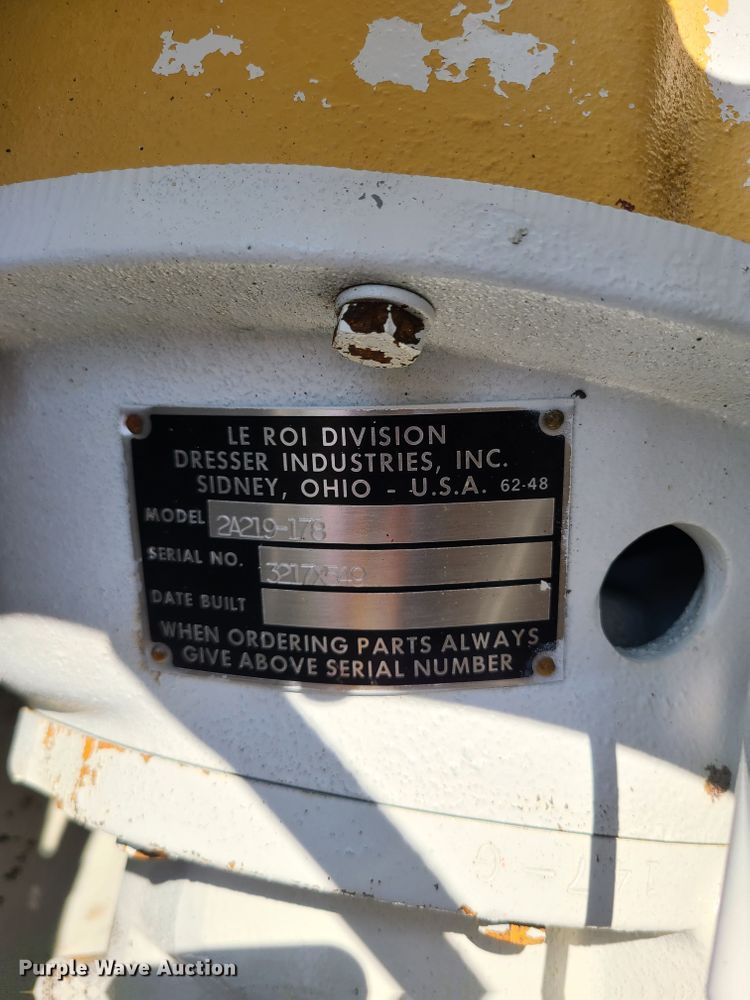 LE ROI DIVISION
DRESSER INDUSTRIES, INC.
SIDNEY, OHIO - U.S.A. 62-48
MODEL 2A219-178
SERIAL NO. 3217X549
DATE BUILT
WHEN ORDERING PARTS ALWAYS
GIVE ABOVE SERIAL NUMBER
Purple Wave Auction